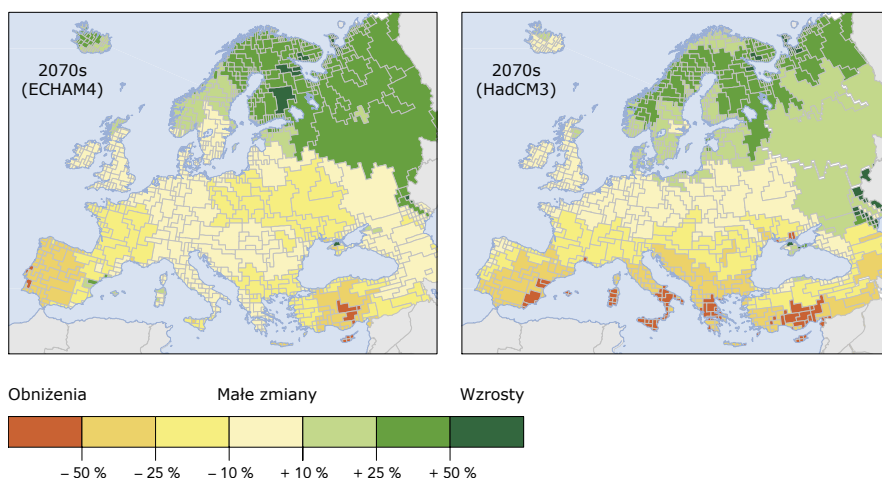 2070s
(ECHAM4)
2070s
(HadCM3)
Obniżenia Małe zmiany Wzrosty
– 50 % – 25 % – 10 % + 10 % + 25 % + 50 %